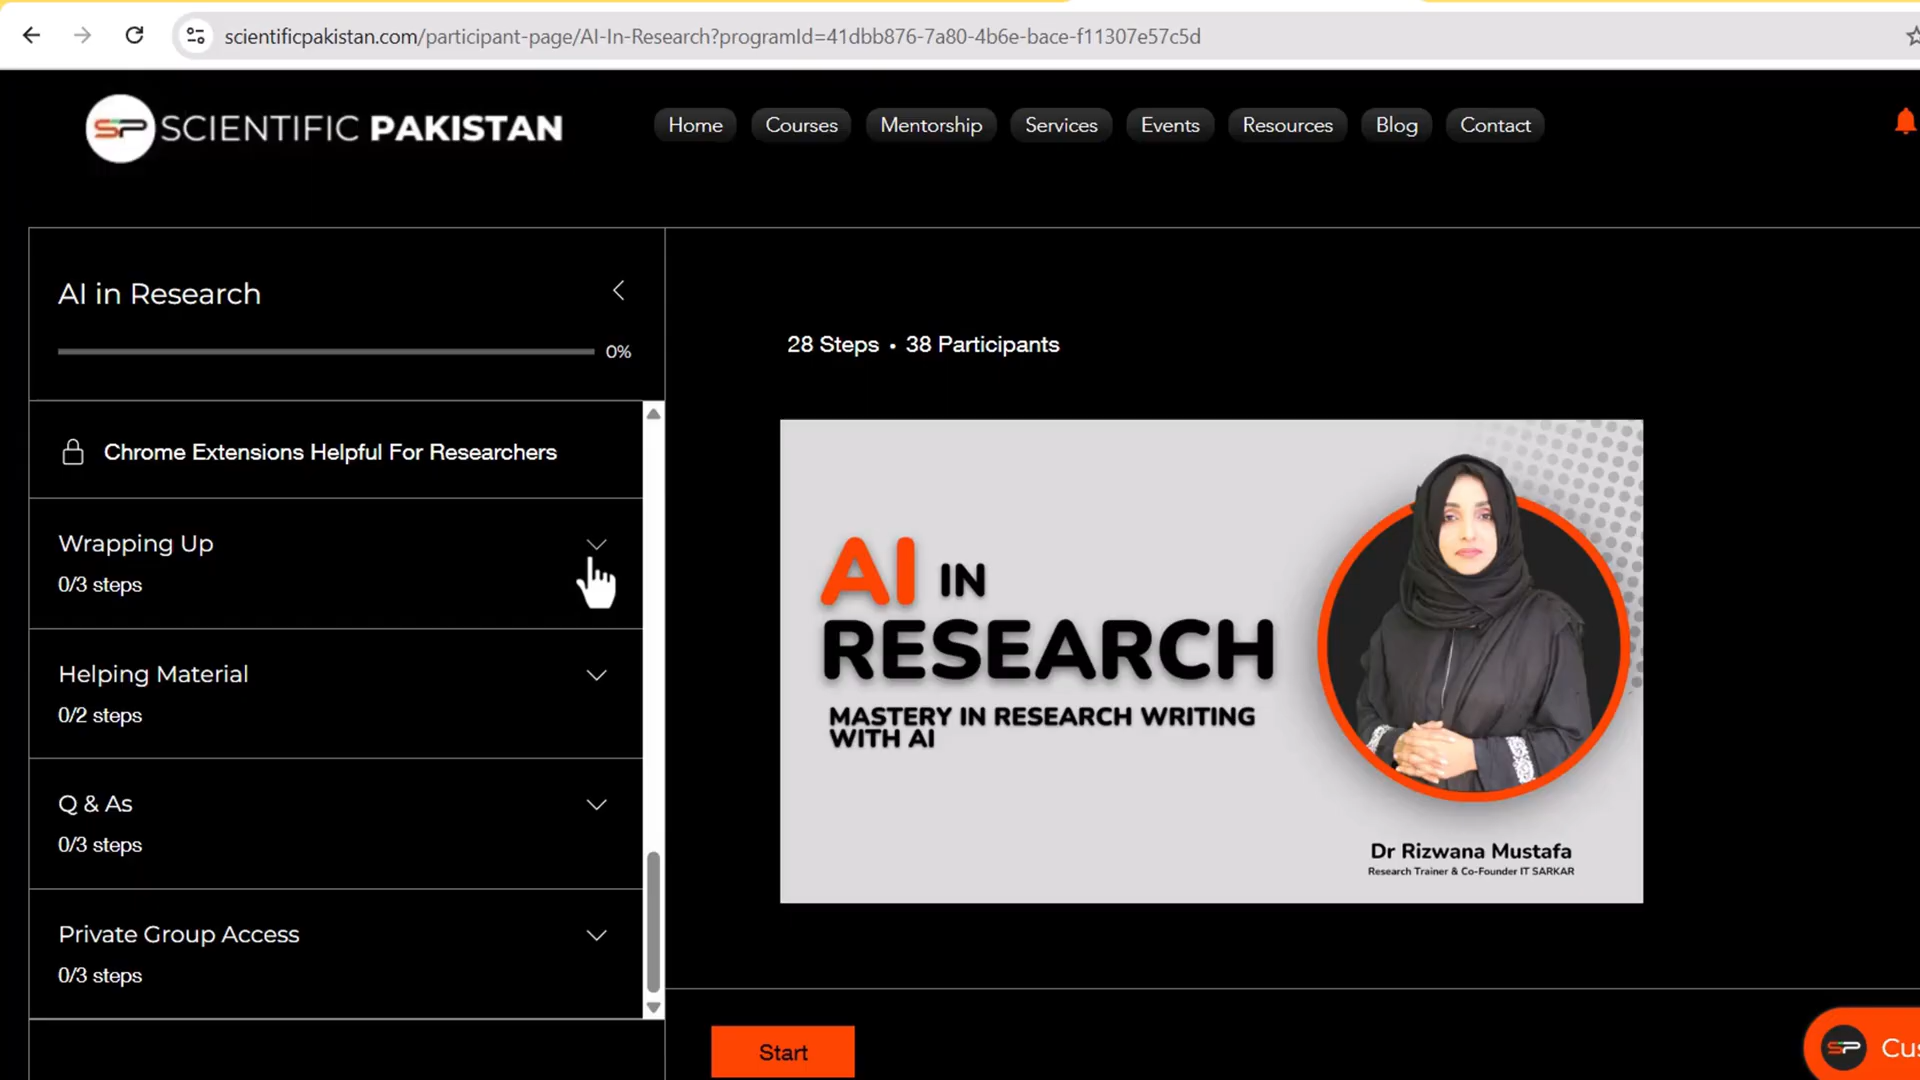 scientificpakistan.com/participant-page/AI-In-Research?programId=41dbb876-7a80-4b6e-bace-f11307e57c5d
SP SCIENTIFIC PAKISTAN
Home
Courses
Mentorship
Services
Events
Resources
Blog
Contact
AI in Research
0%
Chrome Extensions Helpful For Researchers
Wrapping Up
0/3 steps
Helping Material
0/2 steps
Q & As
0/3 steps
Private Group Access
0/3 steps
28 Steps • 38 Participants
AI IN
RESEARCH
MASTERY IN RESEARCH WRITING
WITH AI
Dr Rizwana Mustafa
Research Trainer & Co-Founder IT SARKAR
Start
SP Cus